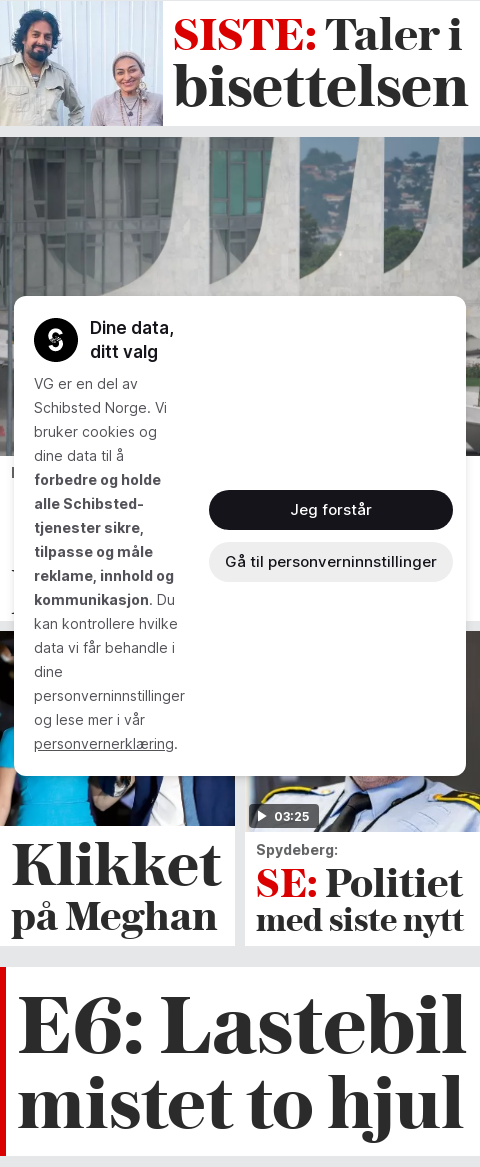 SISTE: Taler i
bisettelsen
Dine data,
ditt valg
VG er en del av
Schibsted Norge. Vi
bruker cookies og
dine data til å
forbedre og holde
alle Schibsted-
tjenester sikre,
tilpasse og måle
reklame, innhold og
kommunikasjon. Du
kan kontrollere hvilke
data vi får behandle i
dine
personverninnstillinger
og lese mer i vår
personvernerklæring.
Jeg forstår
Gå til personverninnstillinger
Klikket
på Meghan
03:25
Spydeberg:
SE: Politiet
med siste nytt
E6: Lastebil
mistet to hjul